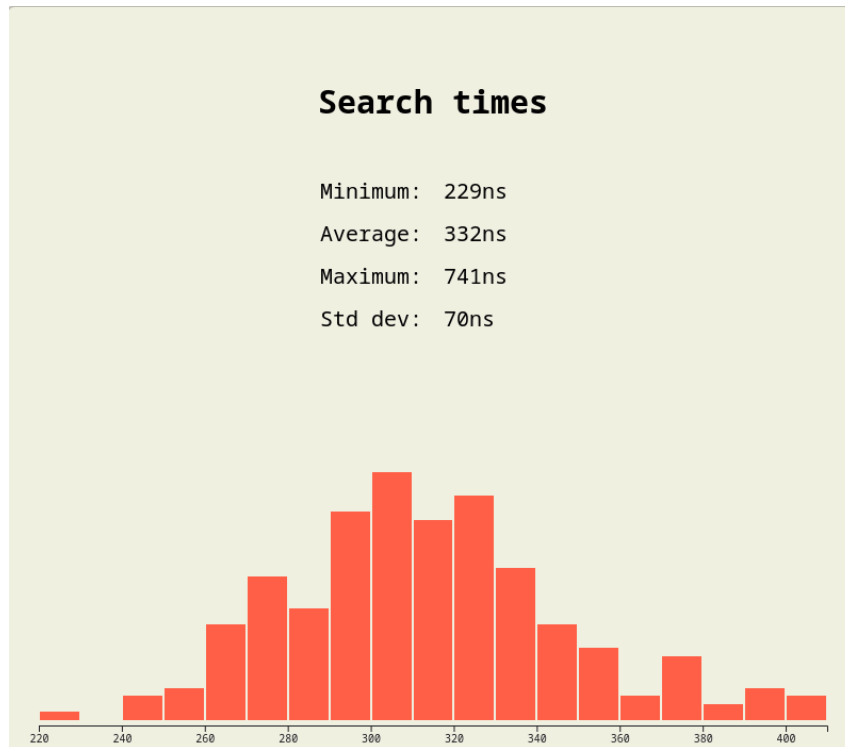 Search times
Minimum: 229ns
Average: 332ns
Maximum: 741ns
Std dev: 70ns
220 240 260 280 300 320 340 360 380 400